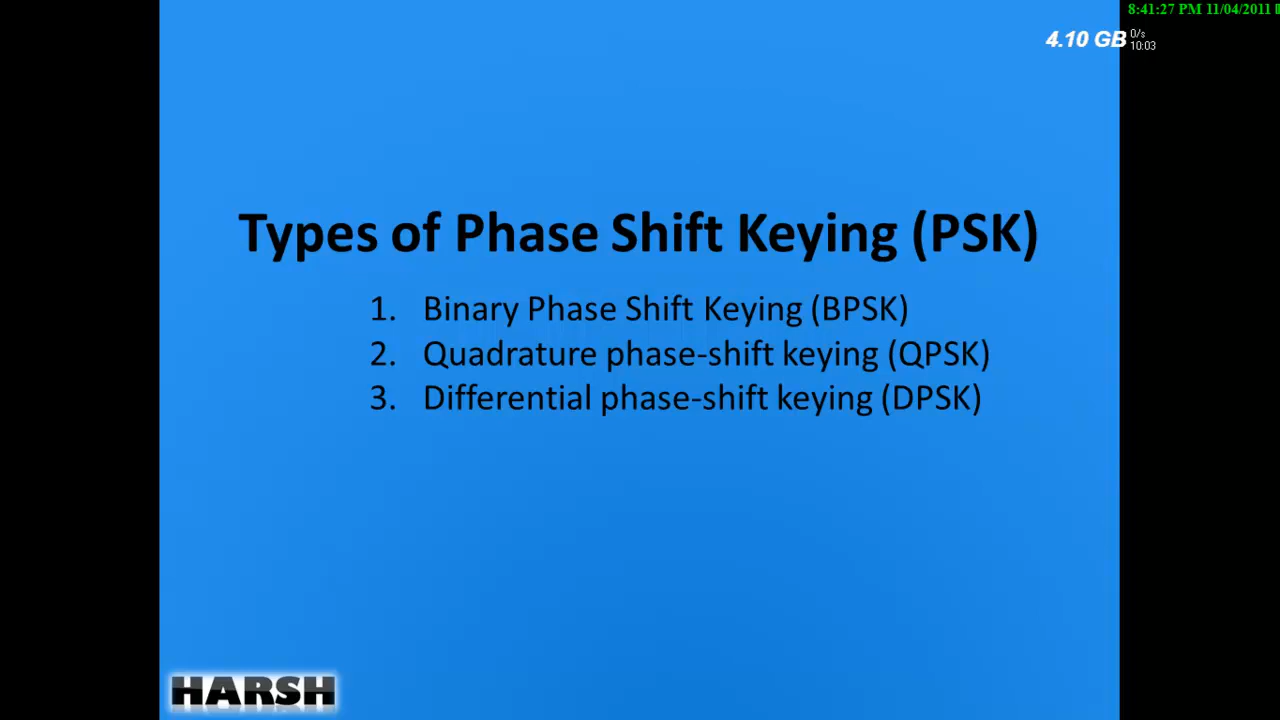 8:41:27 PM 11/04/2011
4.10 GB 0/s
10:03
Types of Phase Shift Keying (PSK)
1. Binary Phase Shift Keying (BPSK)
2. Quadrature phase-shift keying (QPSK)
3. Differential phase-shift keying (DPSK)
HARSH